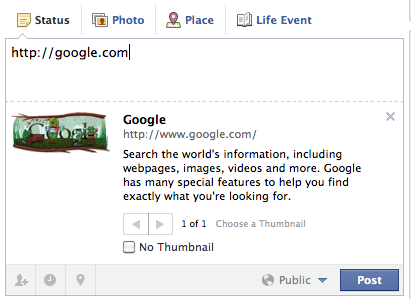 Status Photo Place Life Event
http://google.com
Google
http://www.google.com/
Search the world's information, including
webpages, images, videos and more. Google
has many special features to help you find
exactly what you're looking for.
1 of 1 Choose a Thumbnail
No Thumbnail
Public Post